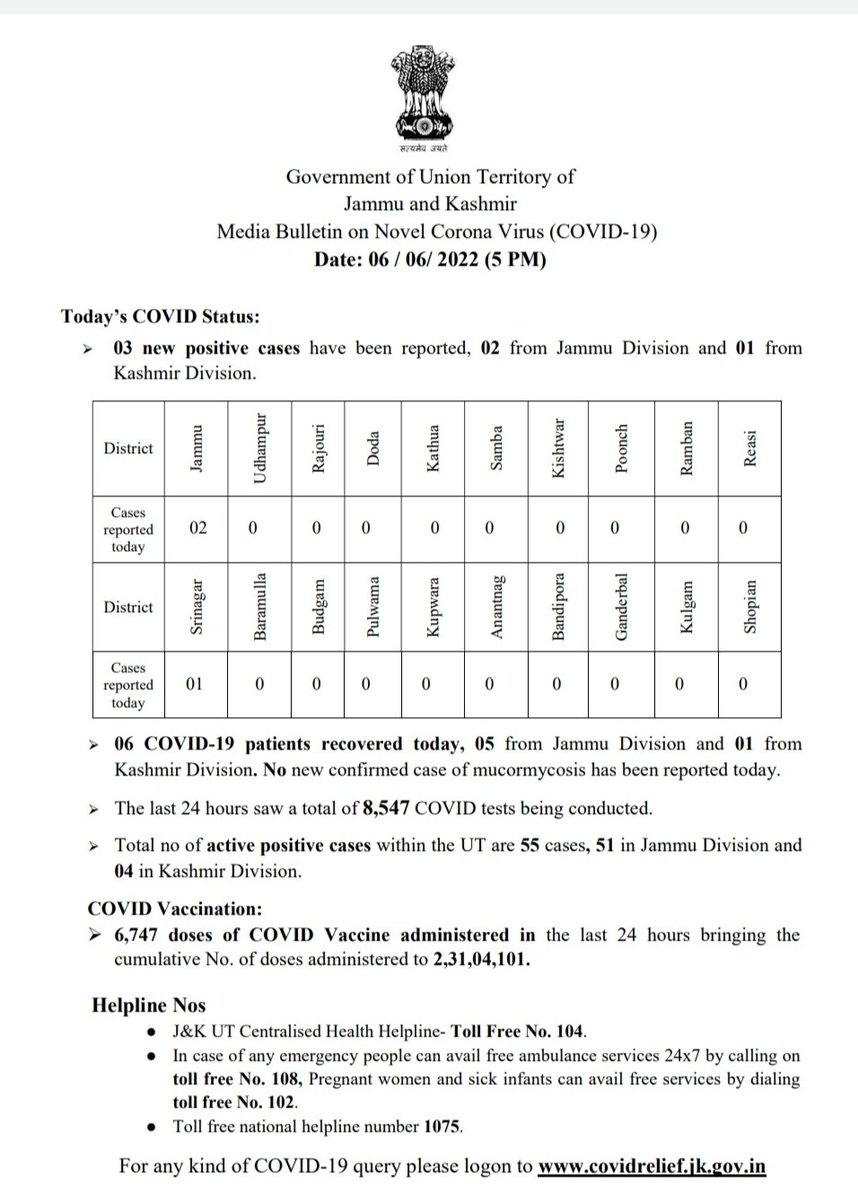 सत्यमेव जयते
Government of Union Territory of
Jammu and Kashmir
Media Bulletin on Novel Corona Virus (COVID-19)
Date: 06 / 06/ 2022 (5 PM)
Today’s COVID Status:
➢ 03 new positive cases have been reported, 02 from Jammu Division and 01 from
Kashmir Division.
District Jammu Udhampur Rajouri Doda Kathua Samba Kishtwar Poonch Ramban Reasi
Cases
reported
today
02 0 0 0 0 0 0 0 0 0
District Srinagar Baramulla Budgam Pulwama Kupwara Anantnag Bandipora Ganderbal Kulgam Shopian
Cases
reported
today
01 0 0 0 0 0 0 0 0 0
➢ 06 COVID-19 patients recovered today, 05 from Jammu Division and 01 from
Kashmir Division. No new confirmed case of mucormycosis has been reported today.
➢ The last 24 hours saw a total of 8,547 COVID tests being conducted.
➢ Total no of active positive cases within the UT are 55 cases, 51 in Jammu Division and
04 in Kashmir Division.
COVID Vaccination:
➢ 6,747 doses of COVID Vaccine administered in the last 24 hours bringing the
cumulative No. of doses administered to 2,31,04,101.
Helpline Nos
● J&K UT Centralised Health Helpline- Toll Free No. 104.
● In case of any emergency people can avail free ambulance services 24x7 by calling on
toll free No. 108, Pregnant women and sick infants can avail free services by dialing
toll free No. 102.
● Toll free national helpline number 1075.
For any kind of COVID-19 query please logon to www.covidrelief.jk.gov.in